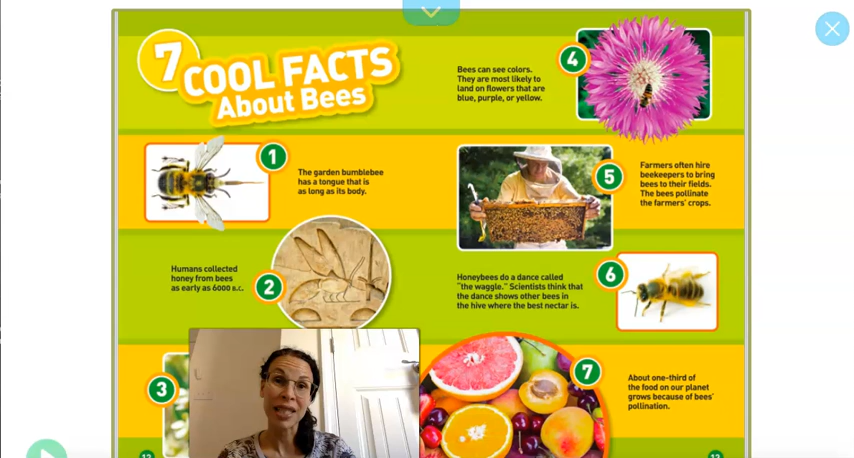 7 COOL FACTS
About Bees
1
The garden bumblebee
has a tongue that is
as long as its body.
Humans collected
honey from bees
as early as 6000 B.C.
2
3
4
Bees can see colors.
They are most likely to
land on flowers that are
blue, purple, or yellow.
5
Farmers often hire
beekeepers to bring
bees to their fields.
The bees pollinate
the farmers' crops.
Honeybees do a dance called
"the waggle." Scientists think that
the dance shows other bees in
the hive where the best nectar is.
6
7
About one-third of
the food on our planet
grows because of bees'
pollination.
12
13